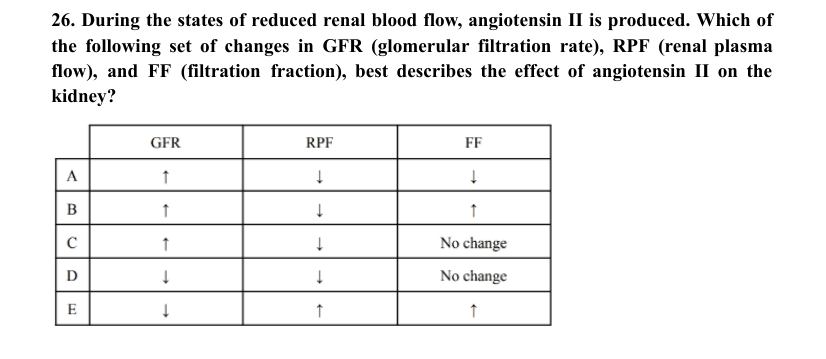 26. During the states of reduced renal blood flow, angiotensin II is produced. Which of
the following set of changes in GFR (glomerular filtration rate), RPF (renal plasma
flow), and FF (filtration fraction), best describes the effect of angiotensin II on the
kidney?
GFR RPF FF
A ↑ ↓ ↓
B ↑ ↓ ↑
C ↑ ↓ No change
D ↓ ↓ No change
E ↓ ↑ ↑